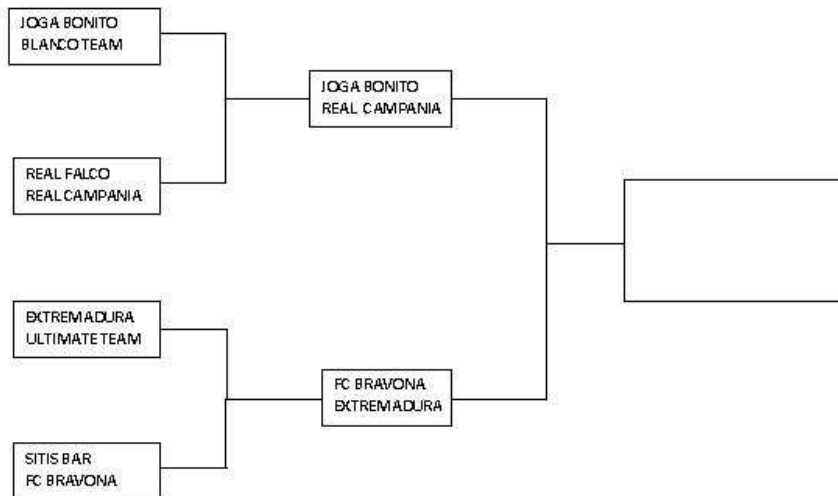 JOGA BONITO
BLANCO TEAM
REAL FALCO
REAL CAMPANIA
EXTREMADURA
ULTIMATE TEAM
SITIS BAR
FC BRAVONA
JOGA BONITO
REAL CAMPANIA
FC BRAVONA
EXTREMADURA